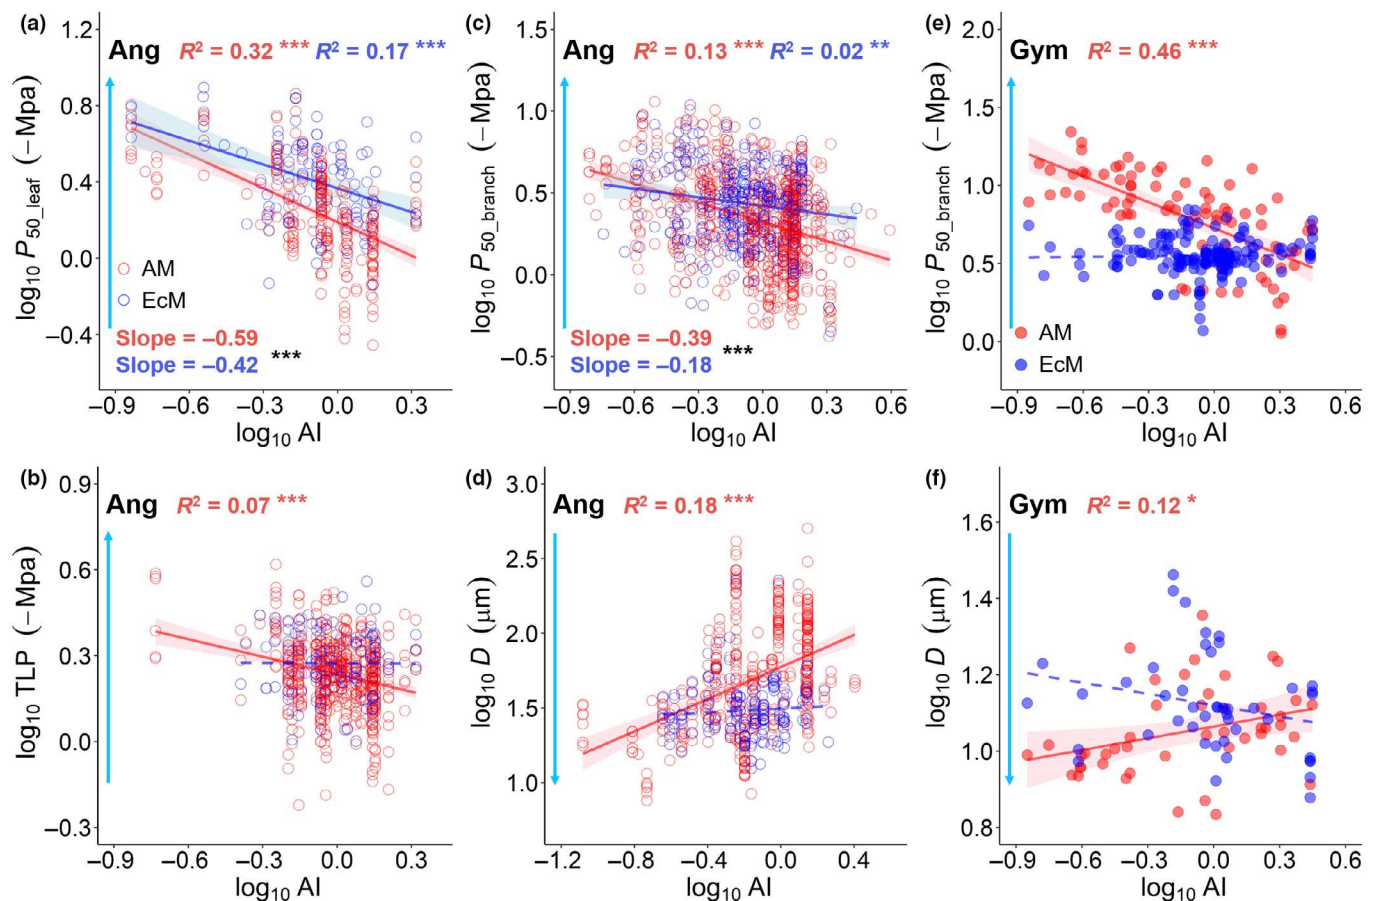 (a)
Ang R² = 0.32 *** R² = 0.17 ***
log₁₀ P₅₀_leaf (−Mpa)
1.2
0.8
0.4
0.0
−0.4
AM
EcM
Slope = −0.59
Slope = −0.42 ***
−0.9 −0.6 −0.3 0.0 0.3
log₁₀ AI
(c)
Ang R² = 0.13 *** R² = 0.02 **
log₁₀ P₅₀_branch (−Mpa)
1.5
1.0
0.5
0.0
−0.5
Slope = −0.39
Slope = −0.18 ***
−0.9 −0.6 −0.3 0.0 0.3 0.6
log₁₀ AI
(e)
Gym R² = 0.46 ***
log₁₀ P₅₀_branch (−Mpa)
2.0
1.5
1.0
0.5
0.0
AM
EcM
−0.9 −0.6 −0.3 0.0 0.3 0.6
log₁₀ AI
(b)
Ang R² = 0.07 ***
log₁₀ TLP (−Mpa)
0.9
0.6
0.3
0.0
−0.3
−0.9 −0.6 −0.3 0.0 0.3
log₁₀ AI
(d)
Ang R² = 0.18 ***
log₁₀ D (μm)
3.0
2.5
2.0
1.5
1.0
−1.2 −0.8 −0.4 0.0 0.4
log₁₀ AI
(f)
Gym R² = 0.12 *
log₁₀ D (μm)
1.6
1.4
1.2
1.0
0.8
−0.9 −0.6 −0.3 0.0 0.3 0.6
log₁₀ AI